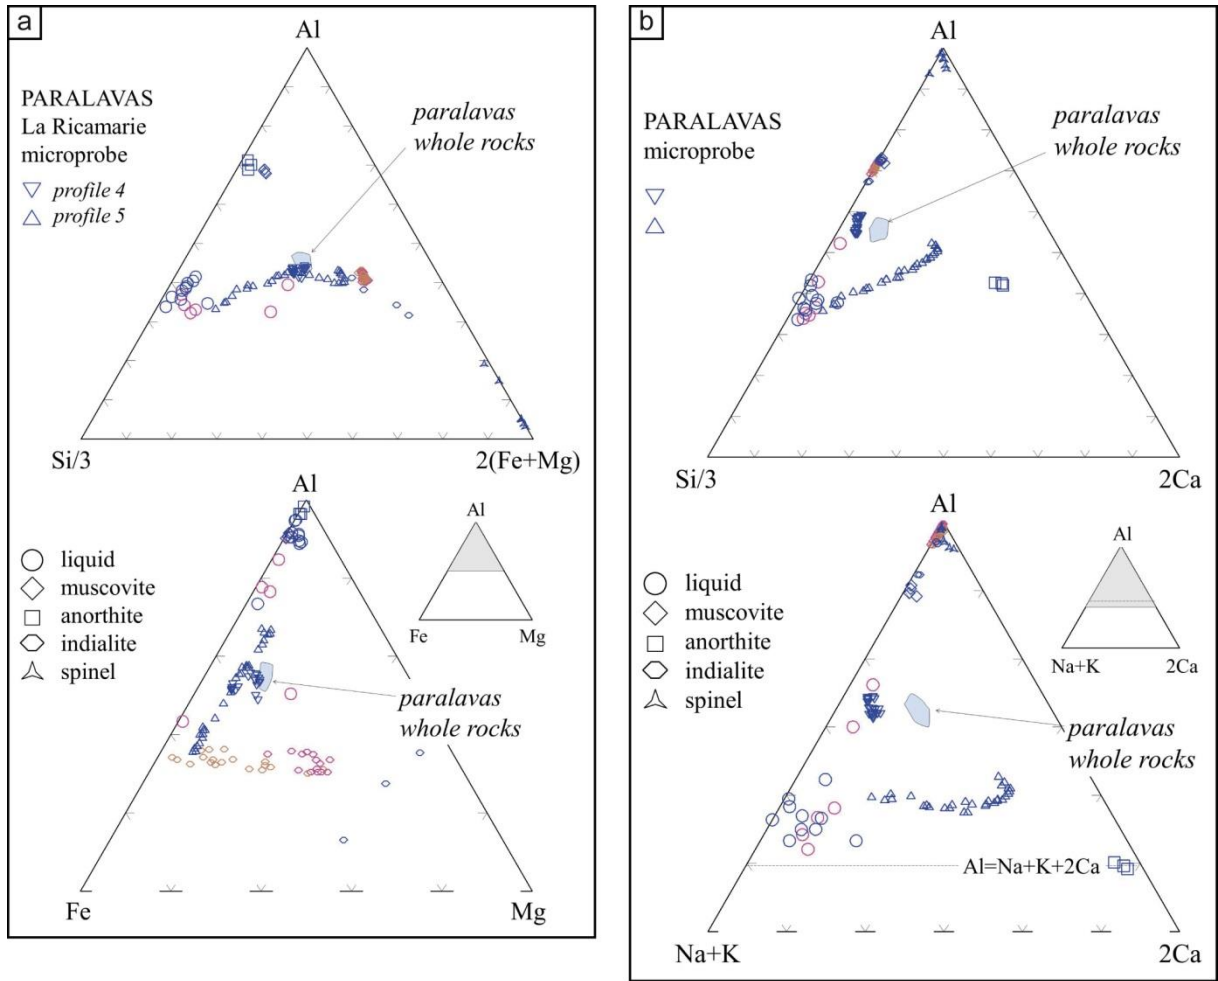 a
Al
PARALAVAS
La Ricamarie
microprobe
profile 4
profile 5
paralavas
whole rocks
Si/3
2(Fe+Mg)
Al
liquid
muscovite
anorthite
indialite
spinel
Al
Fe
Mg
paralavas
whole rocks
Fe
Mg
b
Al
PARALAVAS
microprobe
paralavas
whole rocks
Si/3
2Ca
Al
liquid
muscovite
anorthite
indialite
spinel
Al
Na+K
2Ca
paralavas
whole rocks
Al=Na+K+2Ca
Na+K
2Ca